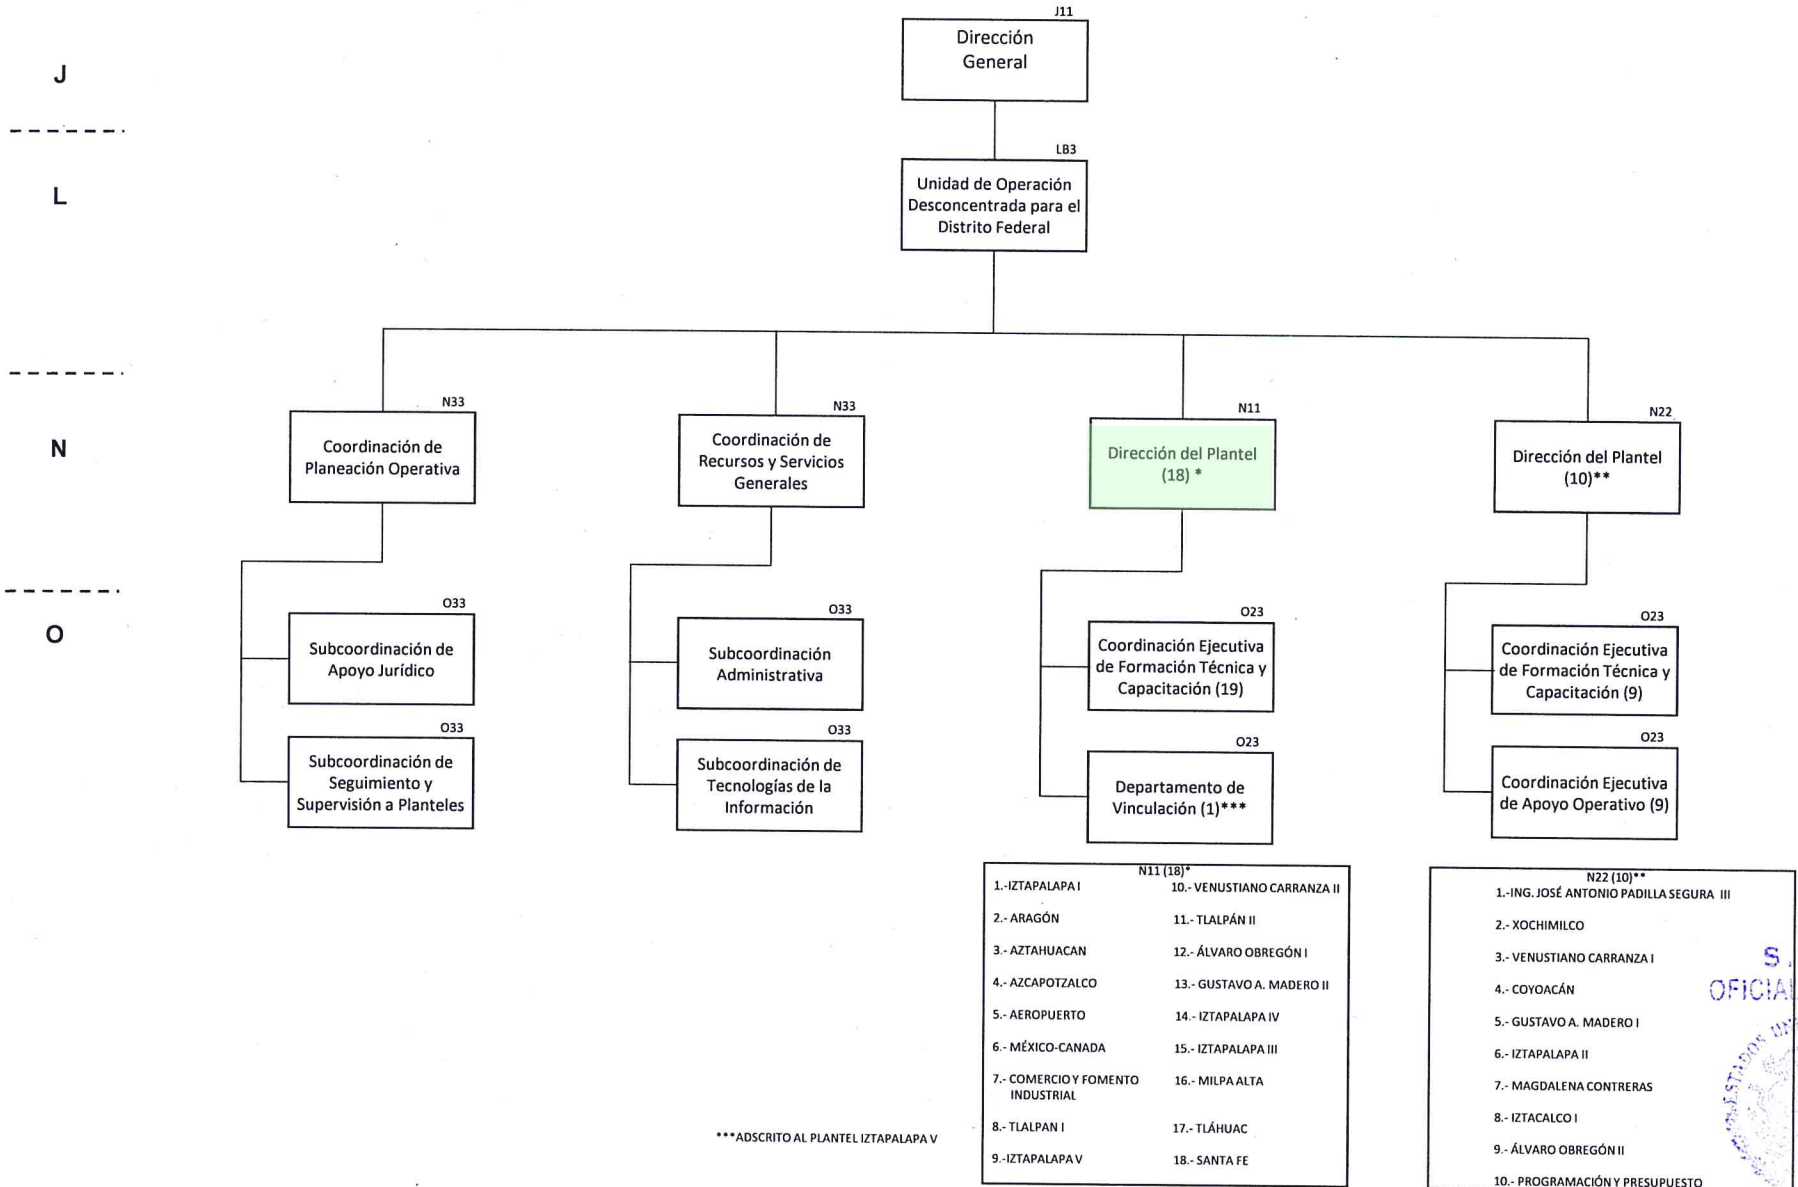 J11
Dirección
General
J
LB3
Unidad de Operación
Desconcentrada para el
Distrito Federal
L
N33
Coordinación de
Planeación Operativa
N33
Coordinación de
Recursos y Servicios
Generales
N11
Dirección del Plantel
(18) *
N22
Dirección del Plantel
(10)**
N
O33
Subcoordinación de
Apoyo Jurídico
O33
Subcoordinación
Administrativa
O23
Coordinación Ejecutiva
de Formación Técnica y
Capacitación (19)
O23
Coordinación Ejecutiva
de Formación Técnica y
Capacitación (9)
O
O33
Subcoordinación de
Seguimiento y
Supervisión a Planteles
O33
Subcoordinación de
Tecnologías de la
Información
O23
Departamento de
Vinculación (1)***
O23
Coordinación Ejecutiva
de Apoyo Operativo (9)
N11 (18)*
1.-IZTAPALAPA I
2.- ARAGÓN
3.- AZTAHUACAN
4.- AZCAPOTZALCO
5.- AEROPUERTO
6.- MÉXICO-CANADA
7.- COMERCIO Y FOMENTO
INDUSTRIAL
8.- TLALPAN I
9.-IZTAPALAPA V
10.- VENUSTIANO CARRANZA II
11.- TLALPÁN II
12.- ÁLVARO OBREGÓN I
13.- GUSTAVO A. MADERO II
14.- IZTAPALAPA IV
15.- IZTAPALAPA III
16.- MILPA ALTA
17.- TLÁHUAC
18.- SANTA FE
N22 (10)**
1.-ING. JOSÉ ANTONIO PADILLA SEGURA III
2.- XOCHIMILCO
3.- VENUSTIANO CARRANZA I
4.- COYOACÁN
5.- GUSTAVO A. MADERO I
6.- IZTAPALAPA II
7.- MAGDALENA CONTRERAS
8.- IZTACALCO I
9.- ÁLVARO OBREGÓN II
10.- PROGRAMACIÓN Y PRESUPUESTO
***ADSCRITO AL PLANTEL IZTAPALAPA V
S.
OFICIAL
ESTADOS UN